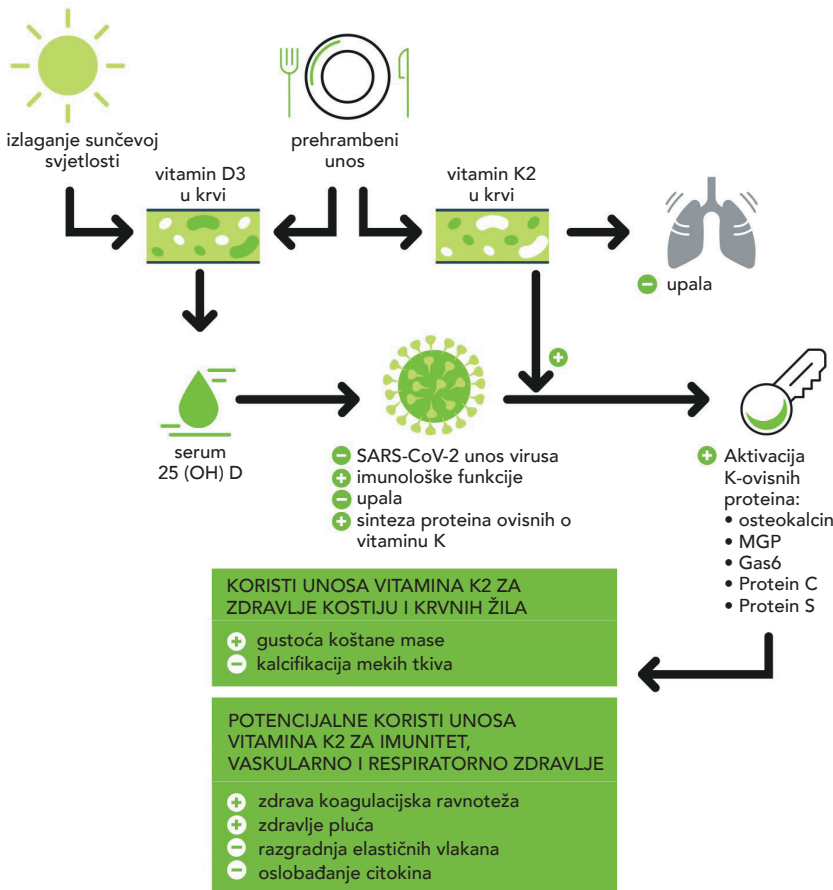 izlaganje sunčevoj
svjetlosti
prehrambeni
unos
vitamin D3
u krvi
vitamin K2
u krvi
− upala
+
serum
25 (OH) D
− SARS-CoV-2 unos virusa
+ imunološke funkcije
− upala
+ sinteza proteina ovisnih o
vitaminu K
+ Aktivacija
K-ovisnih
proteina:
• osteokalcin
• MGP
• Gas6
• Protein C
• Protein S
KORISTI UNOSA VITAMINA K2 ZA
ZDRAVLJE KOSTIJU I KRVNIH ŽILA
+ gustoća koštane mase
− kalcifikacija mekih tkiva
POTENCIJALNE KORISTI UNOSA
VITAMINA K2 ZA IMUNITET,
VASKULARNO I RESPIRATORNO ZDRAVLJE
+ zdrava koagulacijska ravnoteža
+ zdravlje pluća
− razgradnja elastičnih vlakana
− oslobađanje citokina